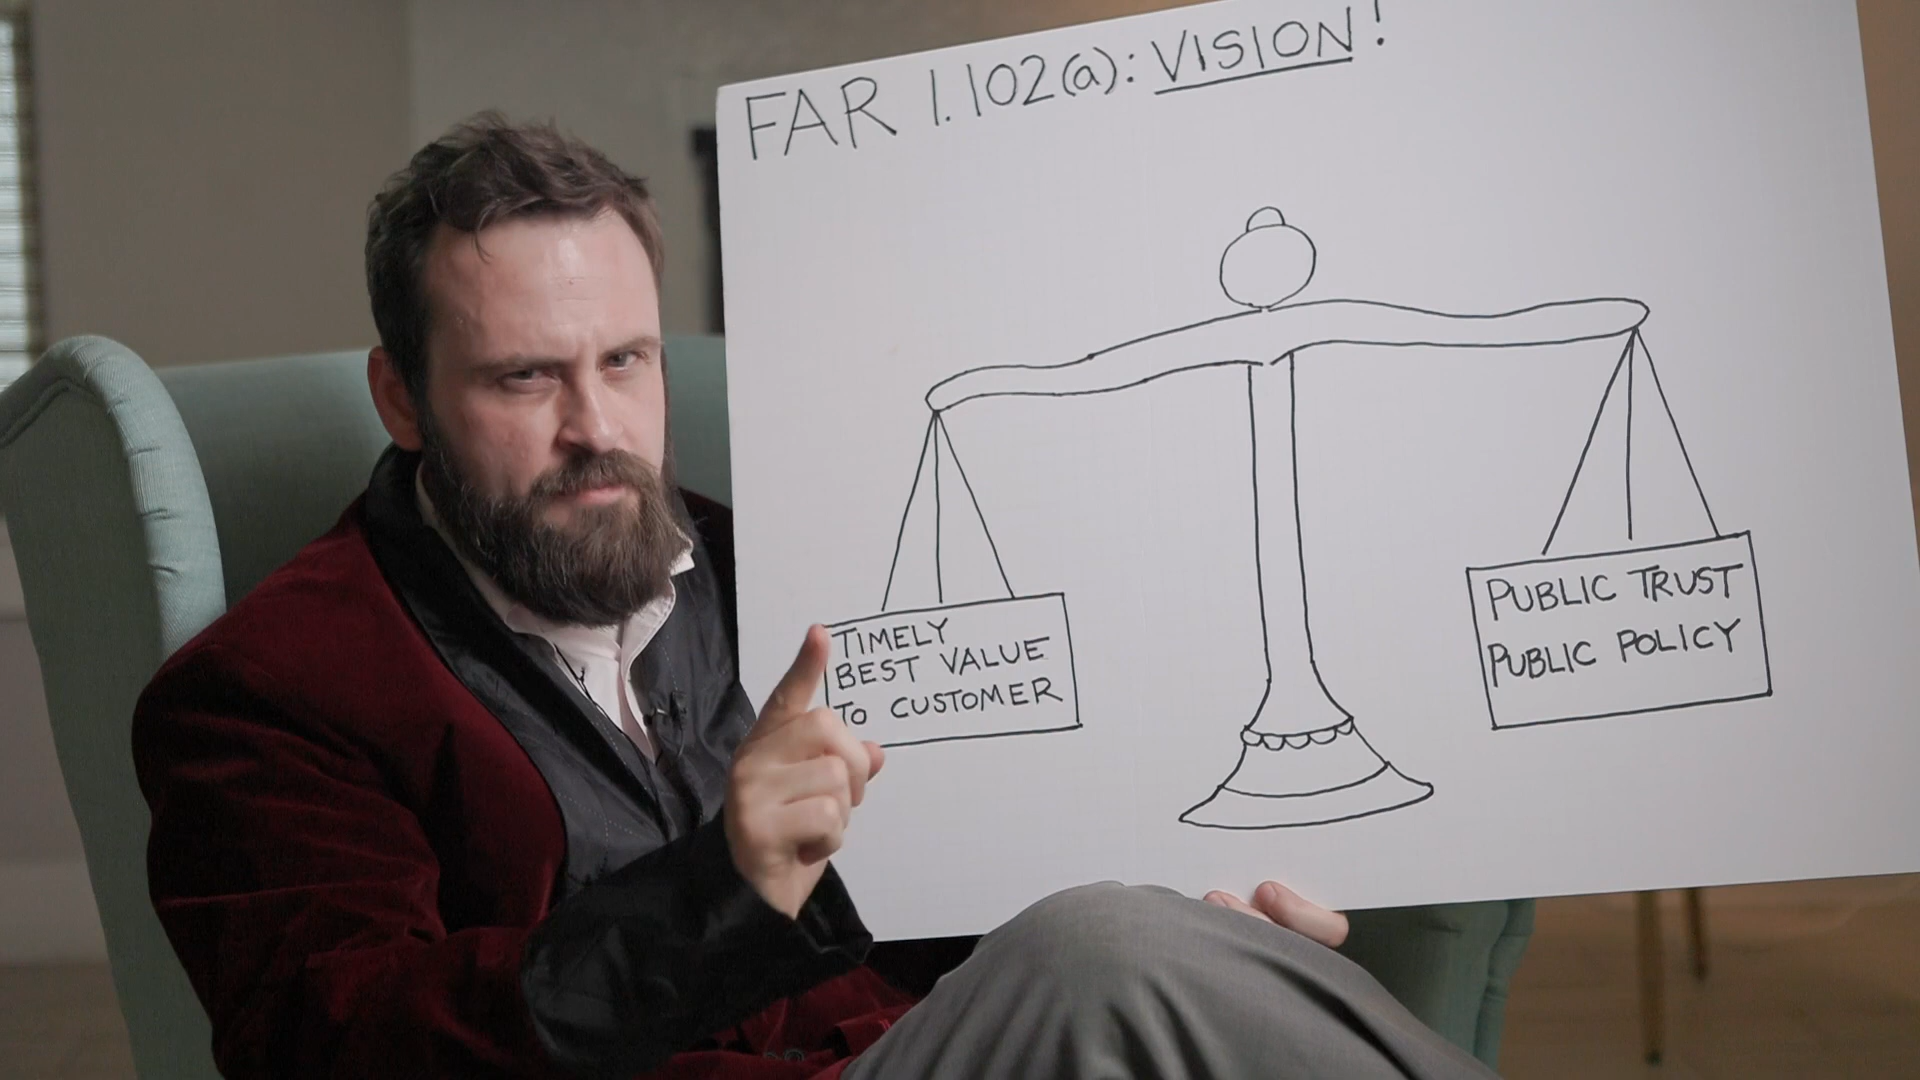 FAR 1.102(a): VISION!
TIMELY
BEST VALUE
TO CUSTOMER
PUBLIC TRUST
PUBLIC POLICY